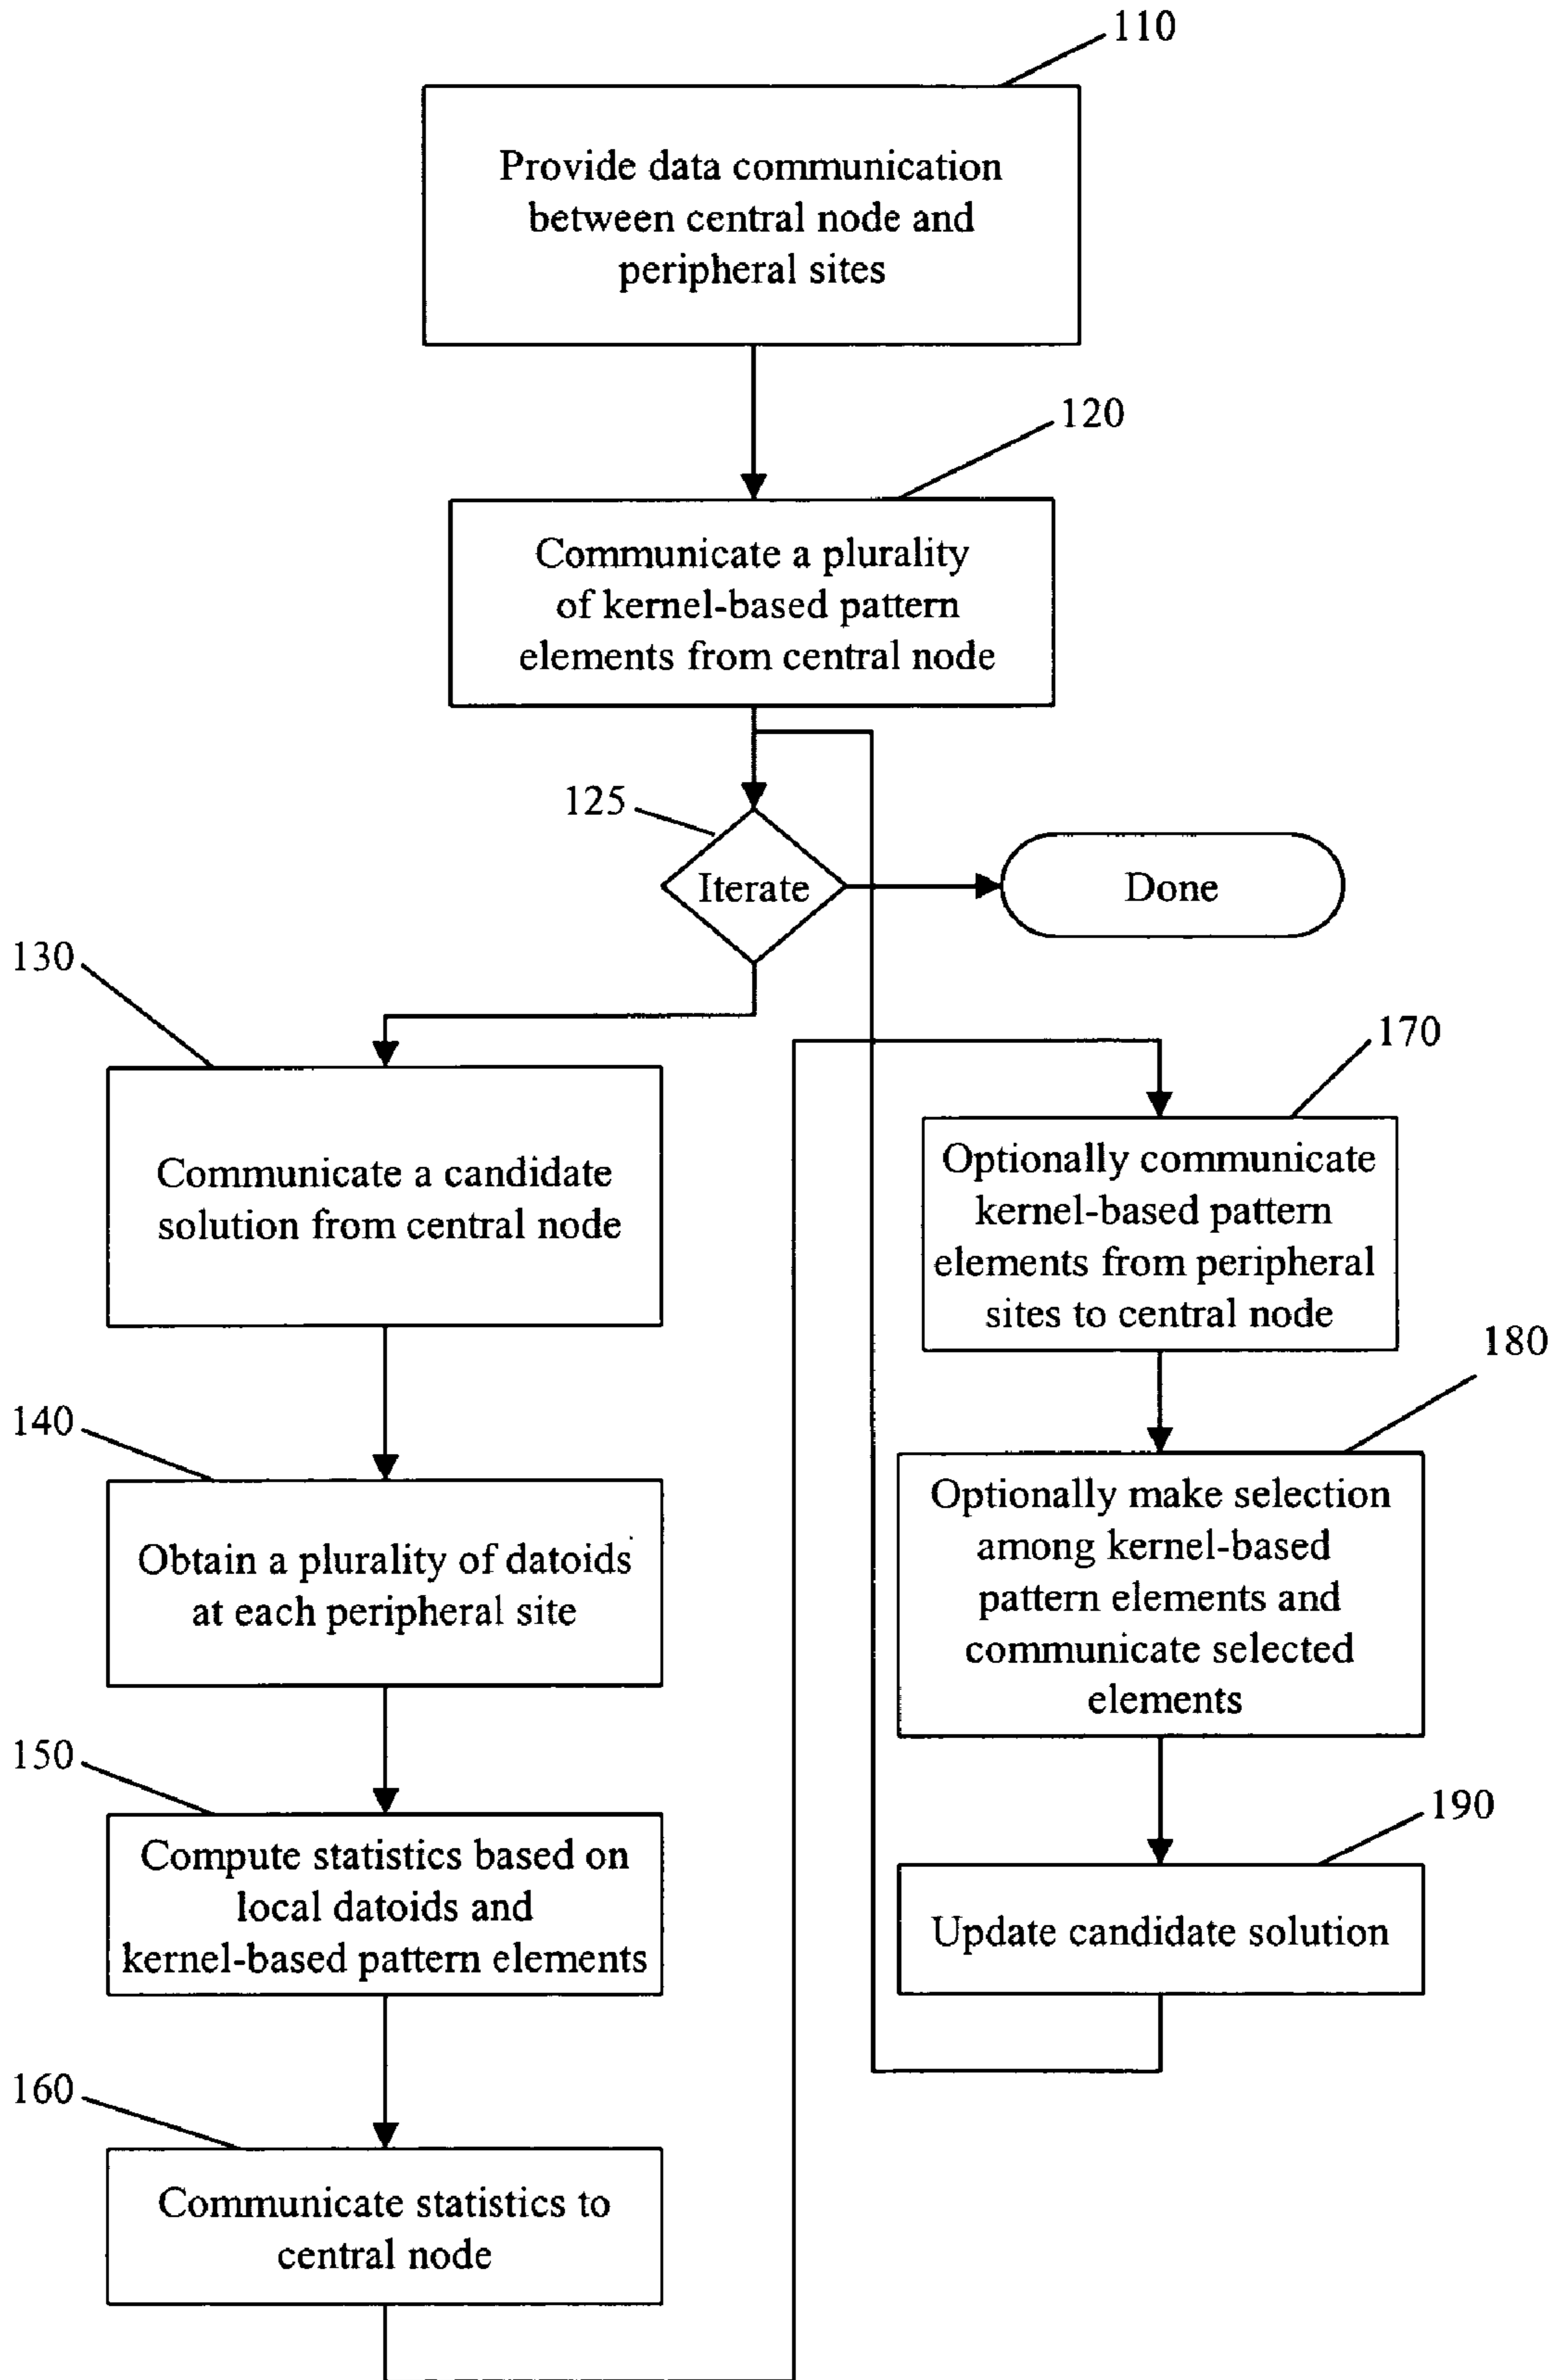 110
Provide data communication
between central node and
peripheral sites
120
Communicate a plurality
of kernel-based pattern
elements from central node
125
Iterate
Done
130
Communicate a candidate
solution from central node
140
Obtain a plurality of datoids
at each peripheral site
150
Compute statistics based on
local datoids and
kernel-based pattern elements
160
Communicate statistics to
central node
170
Optionally communicate
kernel-based pattern
elements from peripheral
sites to central node
180
Optionally make selection
among kernel-based
pattern elements and
communicate selected
elements
190
Update candidate solution